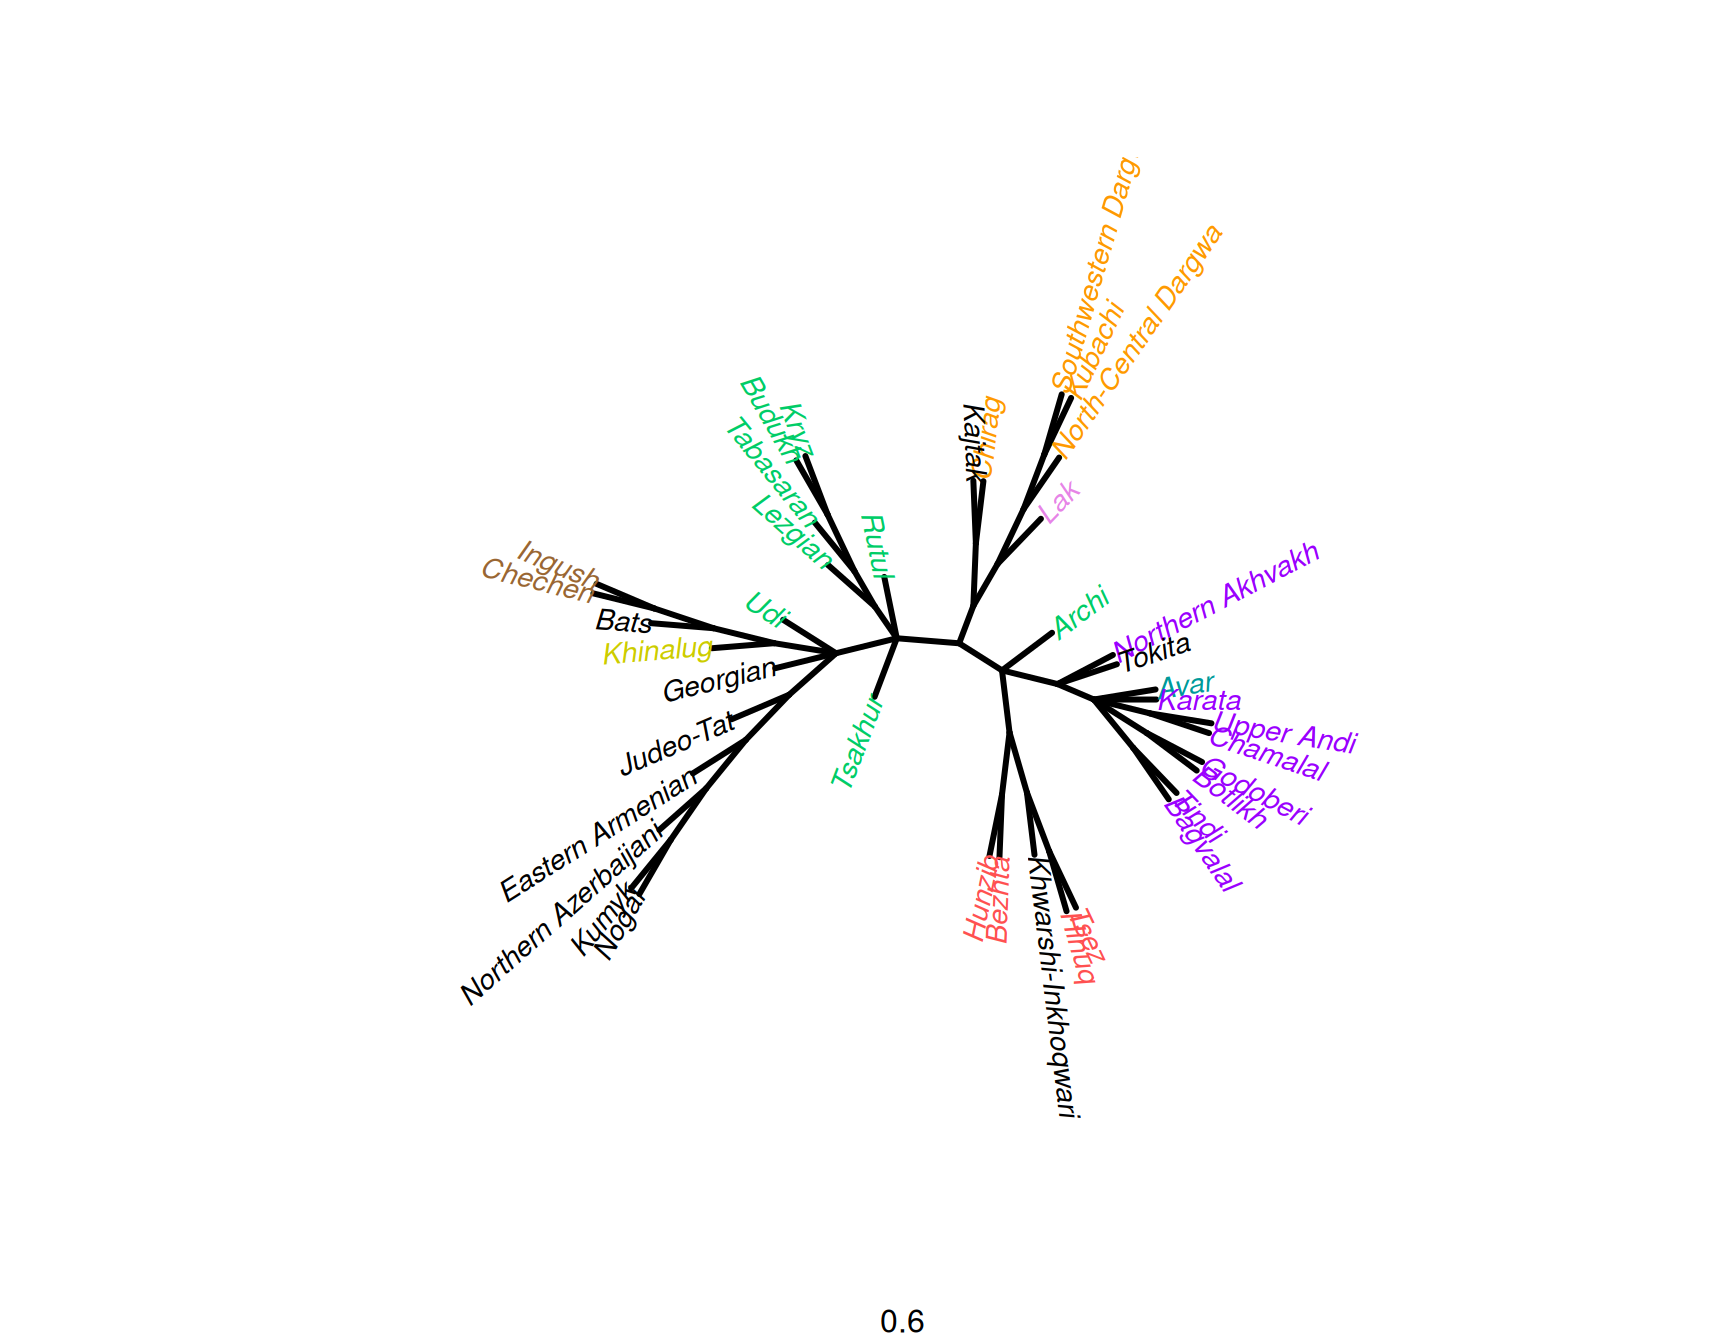 Southwestern Darg
Kubachi
North-Central Dargwa
Kryz
Budukh
Tabasaran
Lezgian
Rutul
Kajtak
Chirag
Lak
Ingush
Chechen
Bats
Khinalug
Udi
Georgian
Judeo-Tat
Eastern Armenian
Northern Azerbaijani
Kumyk
Nogai
Tsakhur
Archi
Northern Akhvakh
Tokita
Avar
Karata
Upper Andi
Chamalal
Godoberi
Botlikh
Tindi
Bagvalal
Hunzib
Bezhta
Khwarshi-Inkhoqwari
Tsez
Hinuq
0.6